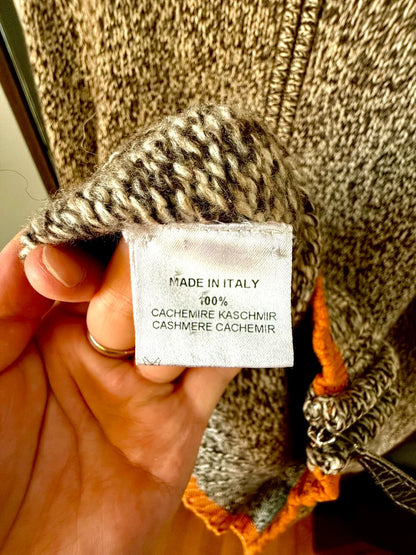 MADE IN ITALY
100%
CACHEMIRE KASCHMIR
CASHMERE CACHEMIR